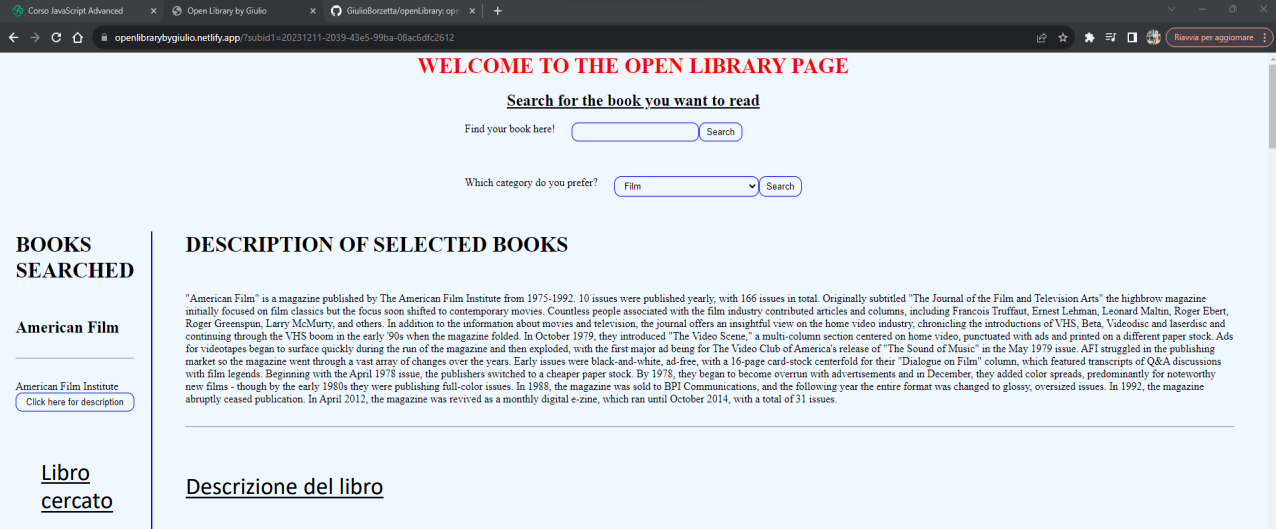 Corso JavaScript Advanced
Open Library by Giulio
GiulioBorzetta/openLibrary: ope
openlibrarybygiulio.netlify.app/?subid1=20231211-2039-43e5-99ba-08ac6dfc2612
Riavvia per aggiornare
WELCOME TO THE OPEN LIBRARY PAGE
Search for the book you want to read
Find your book here!
Search
Which category do you prefer?
Film
Search
BOOKS
SEARCHED
American Film
American Film Institute
Click here for description
Libro
cercato
DESCRIPTION OF SELECTED BOOKS
"American Film" is a magazine published by The American Film Institute from 1975-1992. 10 issues were published yearly, with 166 issues in total. Originally subtitled "The Journal of the Film and Television Arts" the highbrow magazine
initially focused on film classics but the focus soon shifted to contemporary movies. Countless people associated with the film industry contributed articles and columns, including Francois Truffaut, Ernest Lehman, Leonard Maltin, Roger Ebert,
Roger Greenspun, Larry McMurty, and others. In addition to the information about movies and television, the journal offers an insightful view on the home video industry, chronicling the introductions of VHS, Beta, Videodisc and laserdisc and
continuing through the VHS boom in the early '90s when the magazine folded. In October 1979, they introduced "The Video Scene," a multi-column section centered on home video, punctuated with ads and printed on a different paper stock. Ads
for videotapes began to surface quickly during the run of the magazine and then exploded, with the first major ad being for The Video Club of America's release of "The Sound of Music" in the May 1979 issue. AFI struggled in the publishing
market so the magazine went through a vast array of changes over the years. Early issues were black-and-white, ad-free, with a 16-page card-stock centerfold for their "Dialogue on Film" column, which featured transcripts of Q&A discussions
with film legends. Beginning with the April 1978 issue, the publishers switched to a cheaper paper stock. By 1978, they began to become overrun with advertisements and in December, they added color spreads, predominantly for noteworthy
new films - though by the early 1980s they were publishing full-color issues. In 1988, the magazine was sold to BPI Communications, and the following year the entire format was changed to glossy, oversized issues. In 1992, the magazine
abruptly ceased publication. In April 2012, the magazine was revived as a monthly digital e-zine, which ran until October 2014, with a total of 31 issues.
Descrizione del libro